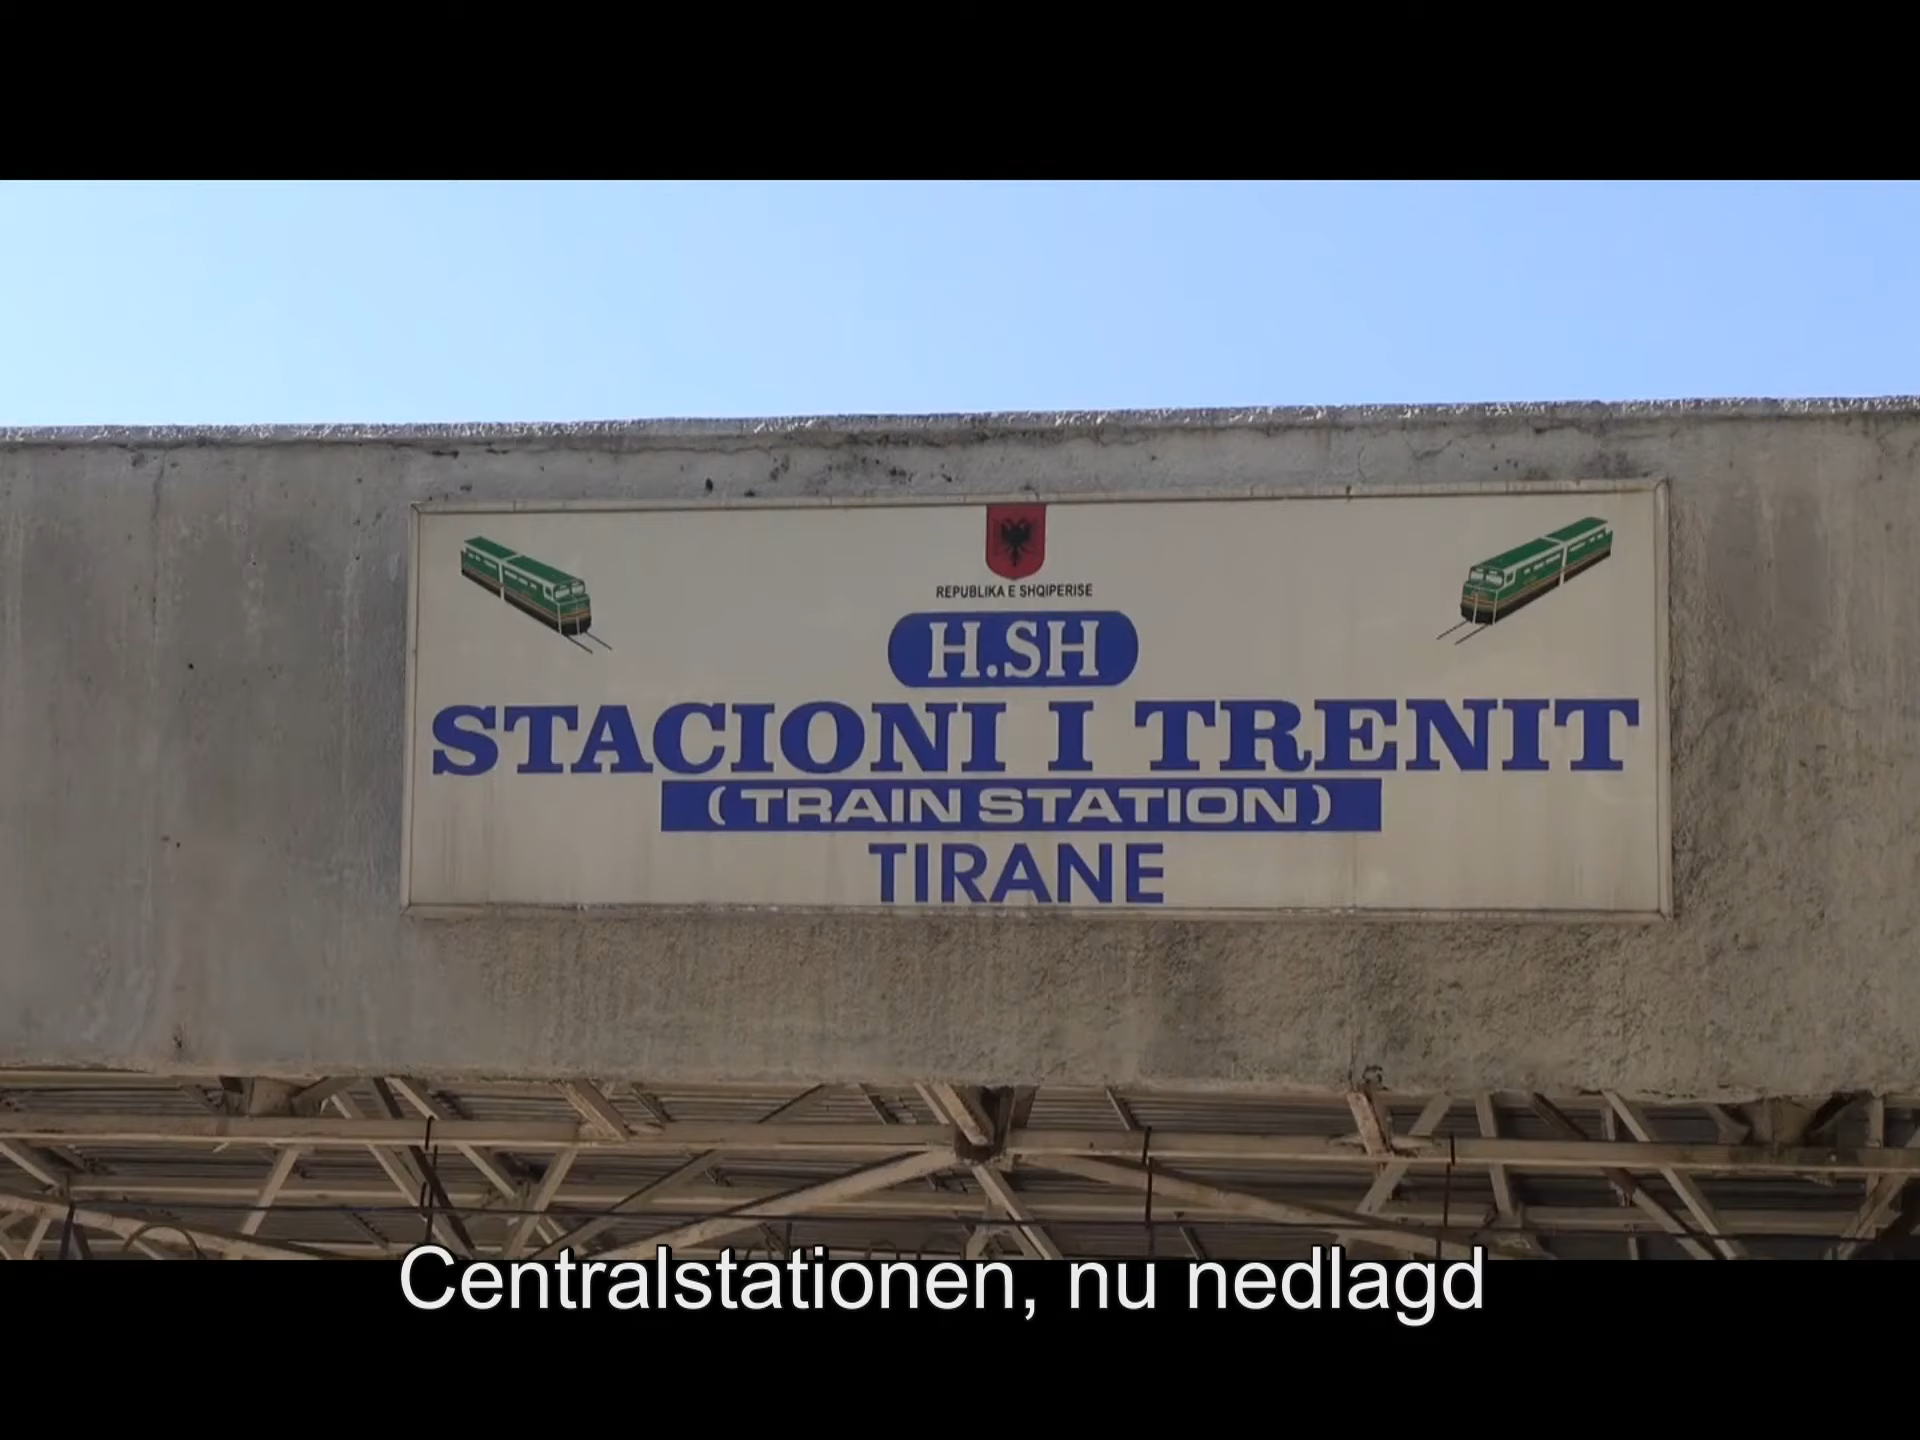 REPUBLIKA E SHQIPERISE
H.SH
STACIONI I TRENIT
( TRAIN STATION )
TIRANE
Centralstationen, nu nedlagd